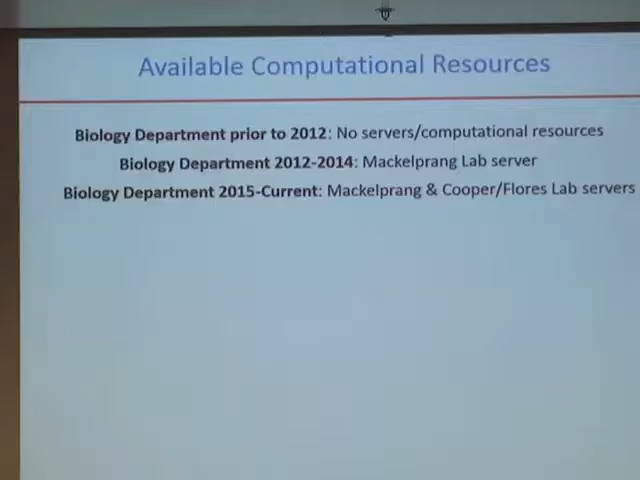 Available Computational Resources
Biology Department prior to 2012: No servers/computational resources
Biology Department 2012-2014: Mackelprang Lab server
Biology Department 2015-Current: Mackelprang & Cooper/Flores Lab servers